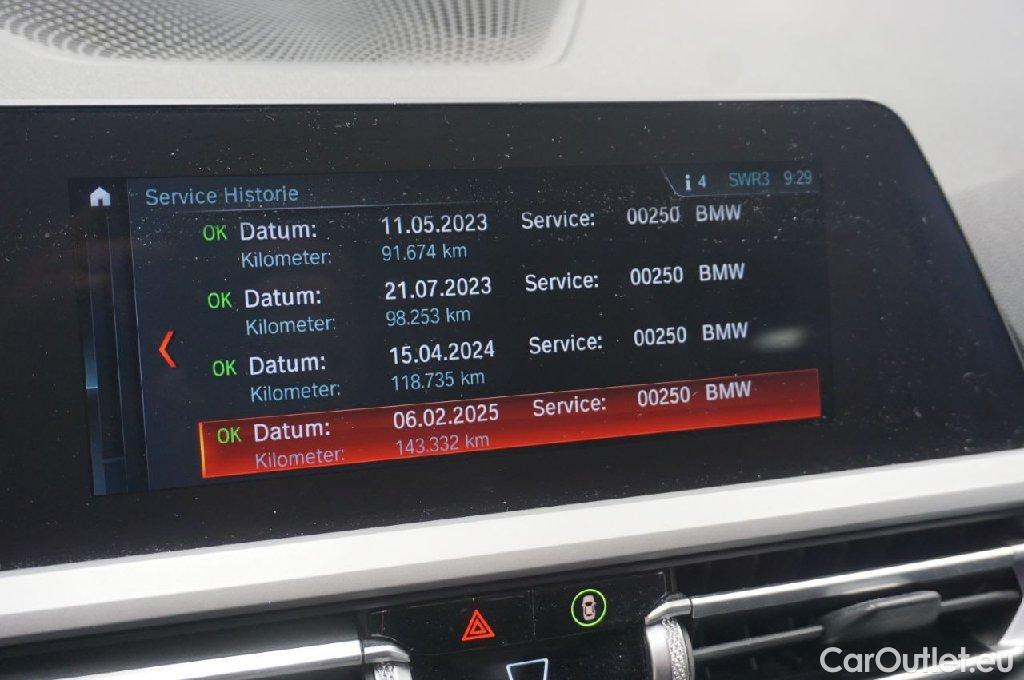 Service Historie
i 4 SWR3 9:29
OK Datum: 11.05.2023 Service: 00250 BMW
Kilometer: 91.674 km
OK Datum: 21.07.2023 Service: 00250 BMW
Kilometer: 98.253 km
OK Datum: 15.04.2024 Service: 00250 BMW
Kilometer: 118.735 km
OK Datum: 06.02.2025 Service: 00250 BMW
Kilometer: 143.332 km
CarOutlet.eu